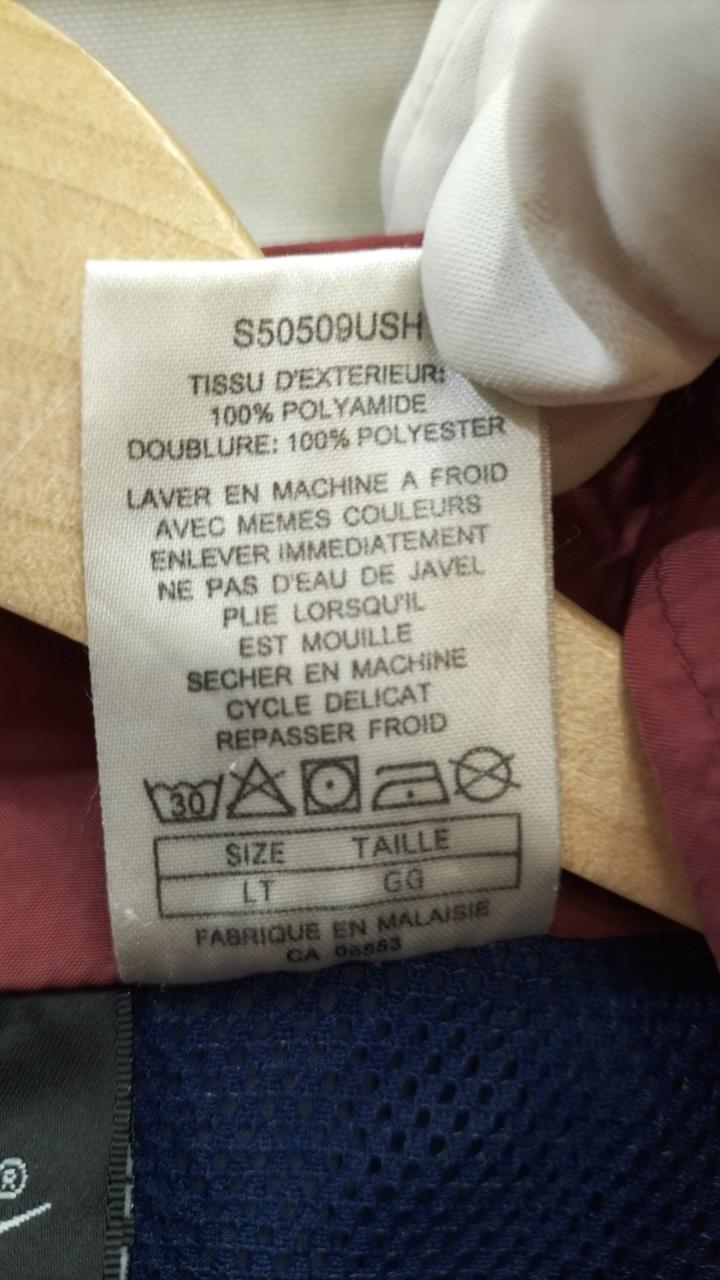 S50509USH
TISSU D'EXTERIEUR:
100% POLYAMIDE
DOUBLURE: 100% POLYESTER
LAVER EN MACHINE A FROID
AVEC MEMES COULEURS
ENLEVER IMMEDIATEMENT
NE PAS D'EAU DE JAVEL
PLIE LORSQU'IL
EST MOUILLE
SECHER EN MACHINE
CYCLE DELICAT
REPASSER FROID
30
SIZE TAILLE
LT GG
FABRIQUE EN MALAISIE
CA
®